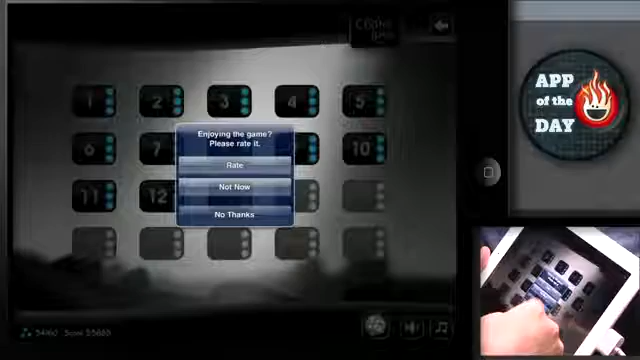 1 2 3 4 5
Enjoying the game?
Please rate it.
6 7 10
Rate
Not Now
11 12
No Thanks
APP
of the
DAY